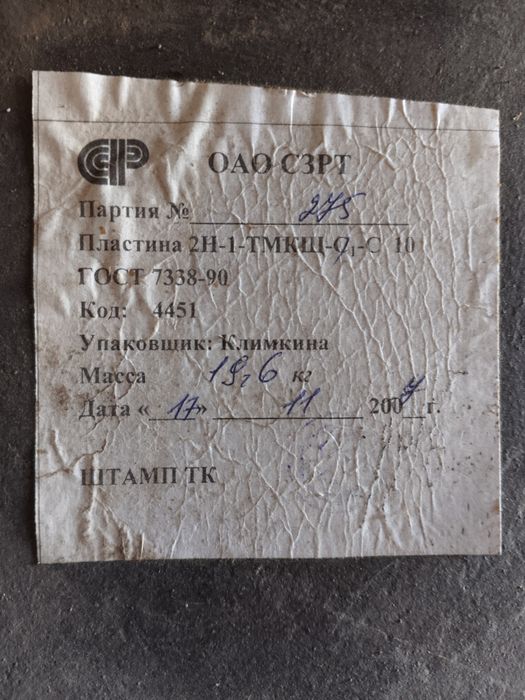 ОАО СЗРТ
Партия № 275
Пластина 2Н-1-ТМКЩ-С1-С 10
ГОСТ 7338-90
Код: 4451
Упаковщик: Климкина
Масса 19,6 кг
Дата «17» 11 2007 г.
ШТАМП ТК